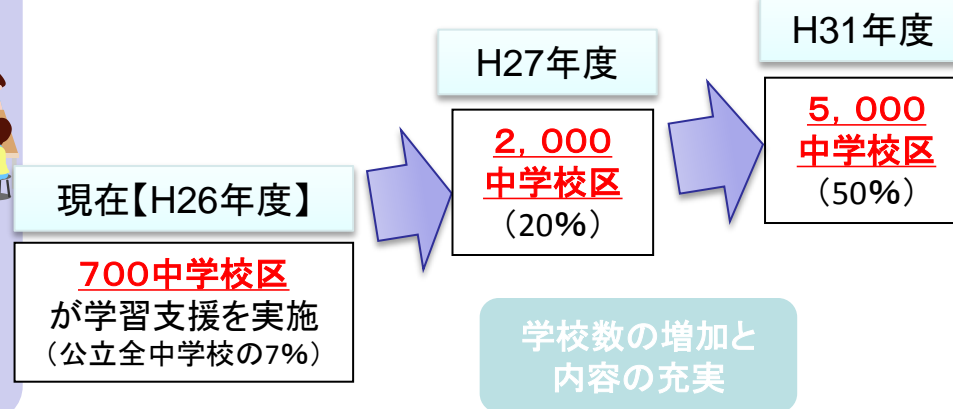 現在【H26年度】
700中学校区
が学習支援を実施
（公立全中学校の7％）
H27年度
２，０００
中学校区
（20％）
H31年度
５，０００
中学校区
（50％）
学校数の増加と
内容の充実